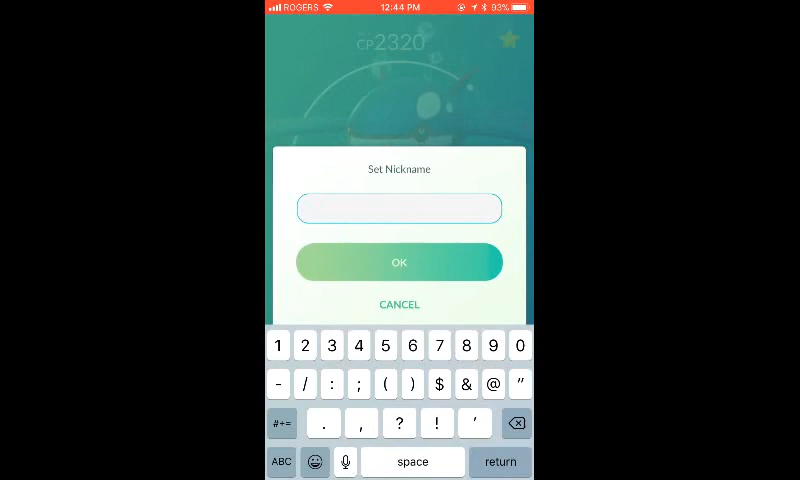 ROGERS 12:44 PM 93%
CP2320
Set Nickname
OK
CANCEL
1 2 3 4 5 6 7 8 9 0
- / : ; ( ) $ & @ "
#+= . , ? ! '
ABC space return